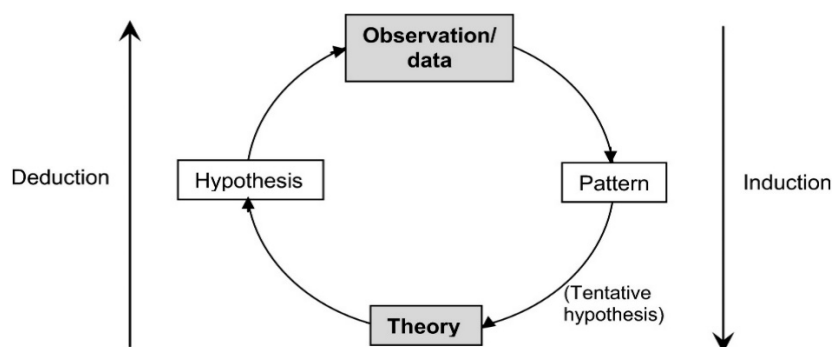 Observation/
data
Deduction
Hypothesis
Pattern
Induction
(Tentative
hypothesis)
Theory